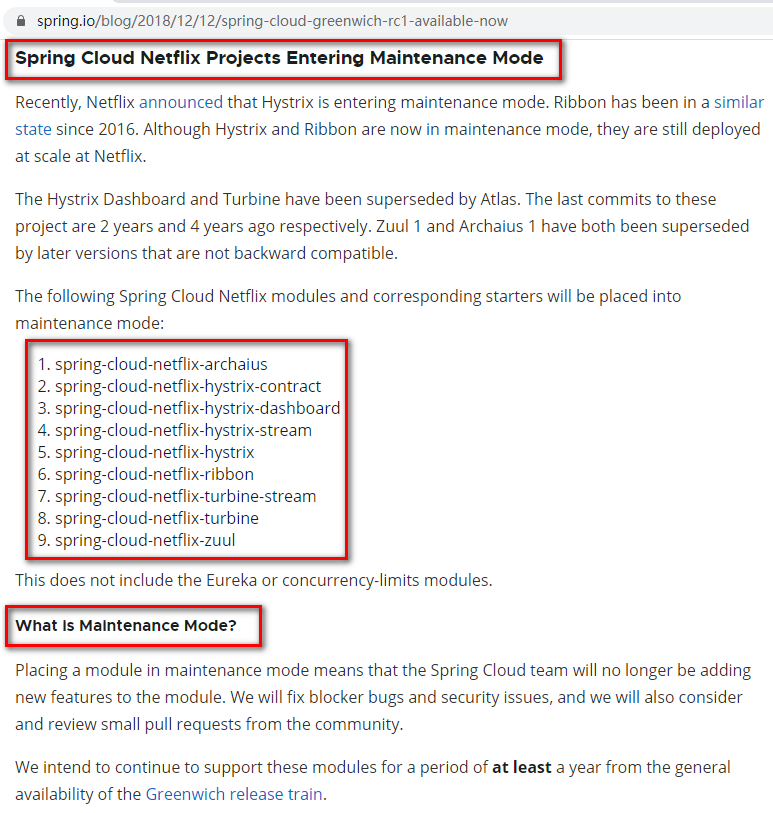 spring.io/blog/2018/12/12/spring-cloud-greenwich-rc1-available-now
Spring Cloud Netflix Projects Entering Maintenance Mode
Recently, Netflix announced that Hystrix is entering maintenance mode. Ribbon has been in a similar
state since 2016. Although Hystrix and Ribbon are now in maintenance mode, they are still deployed
at scale at Netflix.
The Hystrix Dashboard and Turbine have been superseded by Atlas. The last commits to these
project are 2 years and 4 years ago respectively. Zuul 1 and Archaius 1 have both been superseded
by later versions that are not backward compatible.
The following Spring Cloud Netflix modules and corresponding starters will be placed into
maintenance mode:
1. spring-cloud-netflix-archaius
2. spring-cloud-netflix-hystrix-contract
3. spring-cloud-netflix-hystrix-dashboard
4. spring-cloud-netflix-hystrix-stream
5. spring-cloud-netflix-hystrix
6. spring-cloud-netflix-ribbon
7. spring-cloud-netflix-turbine-stream
8. spring-cloud-netflix-turbine
9. spring-cloud-netflix-zuul
This does not include the Eureka or concurrency-limits modules.
What is Maintenance Mode?
Placing a module in maintenance mode means that the Spring Cloud team will no longer be adding
new features to the module. We will fix blocker bugs and security issues, and we will also consider
and review small pull requests from the community.
We intend to continue to support these modules for a period of at least a year from the general
availability of the Greenwich release train.